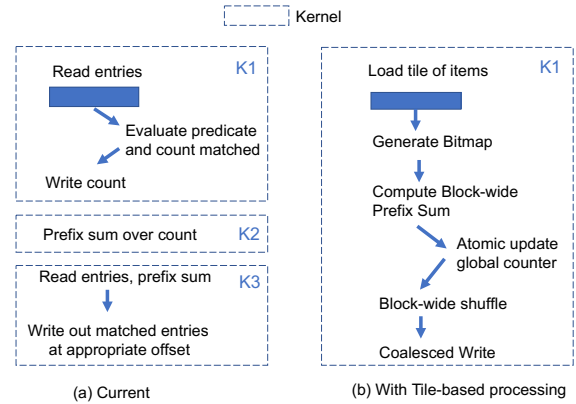 Kernel
K1
Read entries
Evaluate predicate
and count matched
Write count
Prefix sum over count
K2
Read entries, prefix sum
K3
Write out matched entries
at appropriate offset
(a) Current
K1
Load tile of items
Generate Bitmap
Compute Block-wide
Prefix Sum
Atomic update
global counter
Block-wide shuffle
Coalesced Write
(b) With Tile-based processing